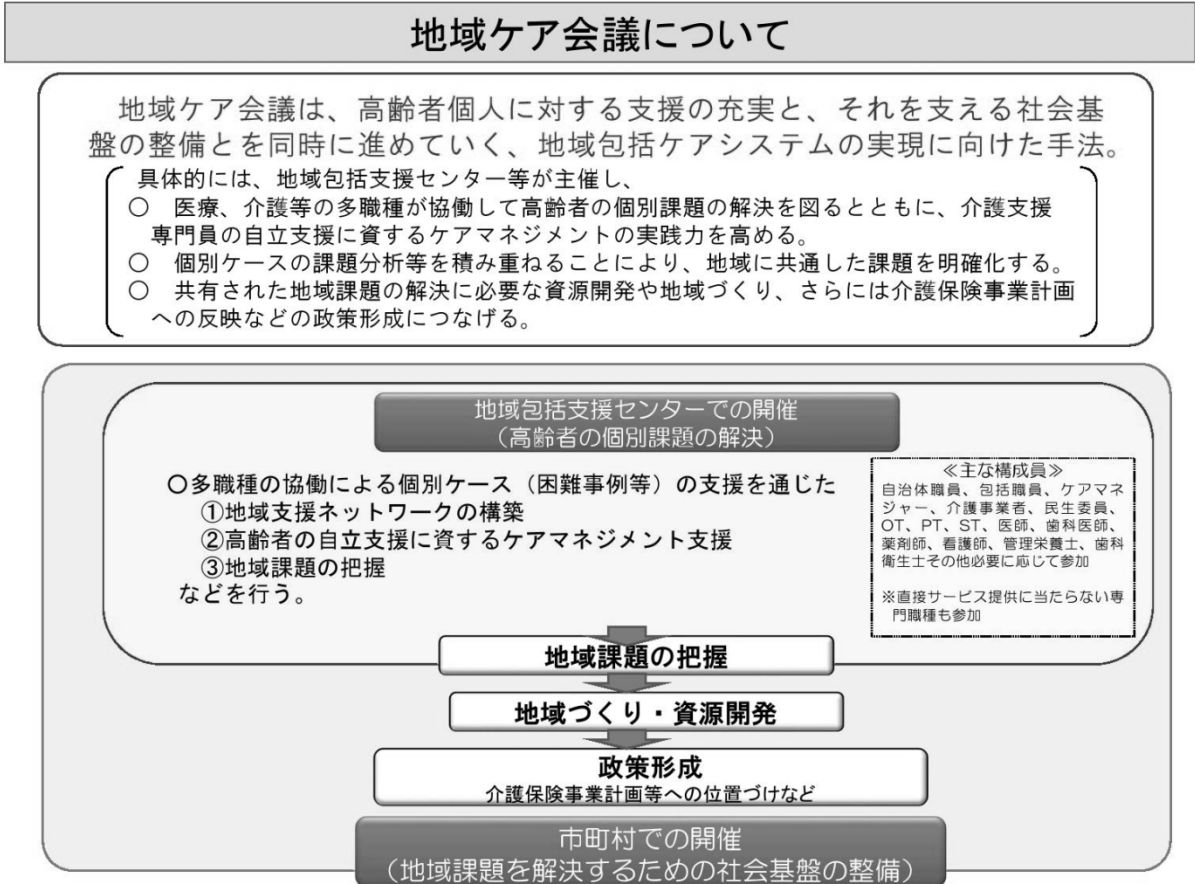 地域ケア会議について
地域ケア会議は、高齢者個人に対する支援の充実と、それを支える社会基
盤の整備とを同時に進めていく、地域包括ケアシステムの実現に向けた手法。
具体的には、地域包括支援センター等が主催し、
○ 医療、介護等の多職種が協働して高齢者の個別課題の解決を図るとともに、介護支援
専門員の自立支援に資するケアマネジメントの実践力を高める。
○ 個別ケースの課題分析等を積み重ねることにより、地域に共通した課題を明確化する。
○ 共有された地域課題の解決に必要な資源開発や地域づくり、さらには介護保険事業計画
への反映などの政策形成につなげる。
地域包括支援センターでの開催
（高齢者の個別課題の解決）
○多職種の協働による個別ケース（困難事例等）の支援を通じた
①地域支援ネットワークの構築
②高齢者の自立支援に資するケアマネジメント支援
③地域課題の把握
などを行う。
≪主な構成員≫
自治体職員、包括職員、ケアマネ
ジャー、介護事業者、民生委員、
OT、PT、ST、医師、歯科医師、
薬剤師、看護師、管理栄養士、歯科
衛生士その他必要に応じて参加
※直接サービス提供に当たらない専
門職種も参加
地域課題の把握
地域づくり・資源開発
政策形成
介護保険事業計画等への位置づけなど
市町村での開催
（地域課題を解決するための社会基盤の整備）